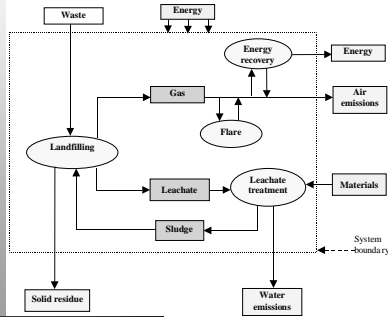 Waste
Energy
Energy
recovery
Energy
Gas
Air
emissions
Flare
Landfilling
Leachate
treatment
Leachate
Materials
Sludge
System
boundary
Solid residue
Water
emissions